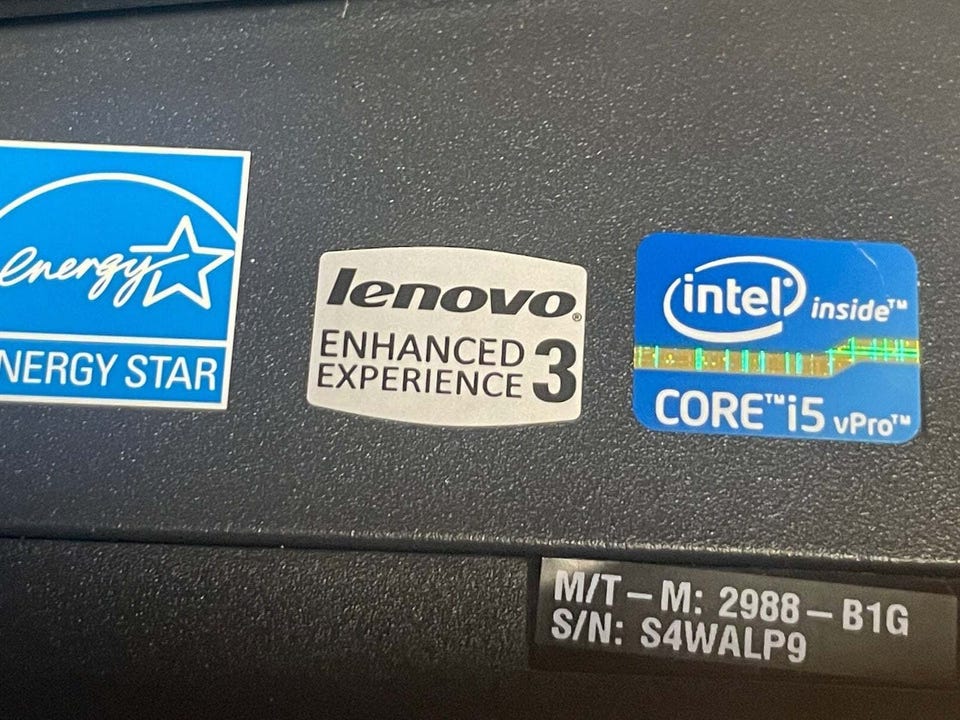 energy
NERGY STAR
lenovo®
ENHANCED
EXPERIENCE 3
intel® inside™
CORE™ i5 vPro™
M/T – M: 2988 – B1G
S/N: S4WALP9